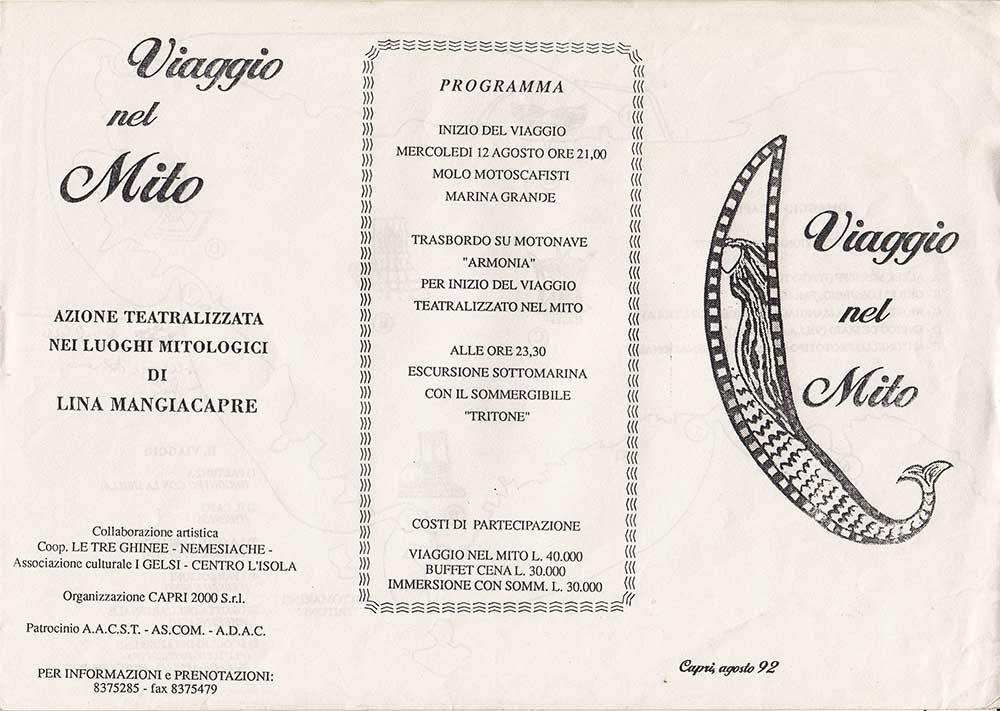 Viaggio
nel
Mito
AZIONE TEATRALIZZATA
NEI LUOGHI MITOLOGICI
DI
LINA MANGIACAPRE
Collaborazione artistica
Coop. LE TRE GHINEE - NEMESIACHE -
Associazione culturale I GELSI - CENTRO L'ISOLA
Organizzazione CAPRI 2000 S.r.l.
Patrocinio A.A.C.S.T. - AS.COM. - A.D.A.C.
PER INFORMAZIONI e PRENOTAZIONI:
8375285 - fax 8375479
PROGRAMMA
INIZIO DEL VIAGGIO
MERCOLEDI 12 AGOSTO ORE 21,00
MOLO MOTOSCAFISTI
MARINA GRANDE
TRASBORDO SU MOTONAVE
"ARMONIA"
PER INIZIO DEL VIAGGIO
TEATRALIZZATO NEL MITO
ALLE ORE 23,30
ESCURSIONE SOTTOMARINA
CON IL SOMMERGIBILE
"TRITONE"
COSTI DI PARTECIPAZIONE
VIAGGIO NEL MITO L. 40.000
BUFFET CENA L. 30.000
IMMERSIONE CON SOMM. L. 30.000
Viaggio
nel
Mito
Capri, agosto 92